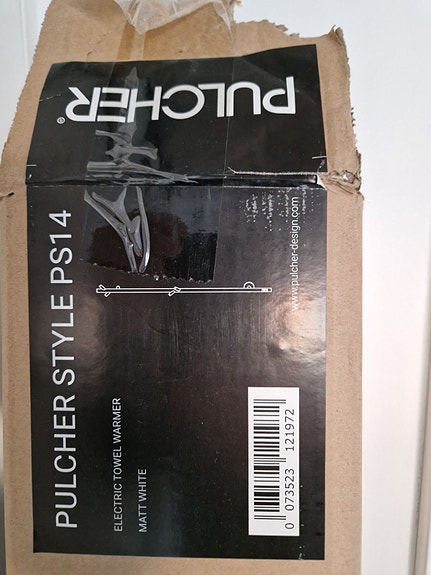 PULCHER®
PULCHER STYLE PS14
ELECTRIC TOWEL WARMER
MATT WHITE
www.pulcher-design.com
0 073523 121972